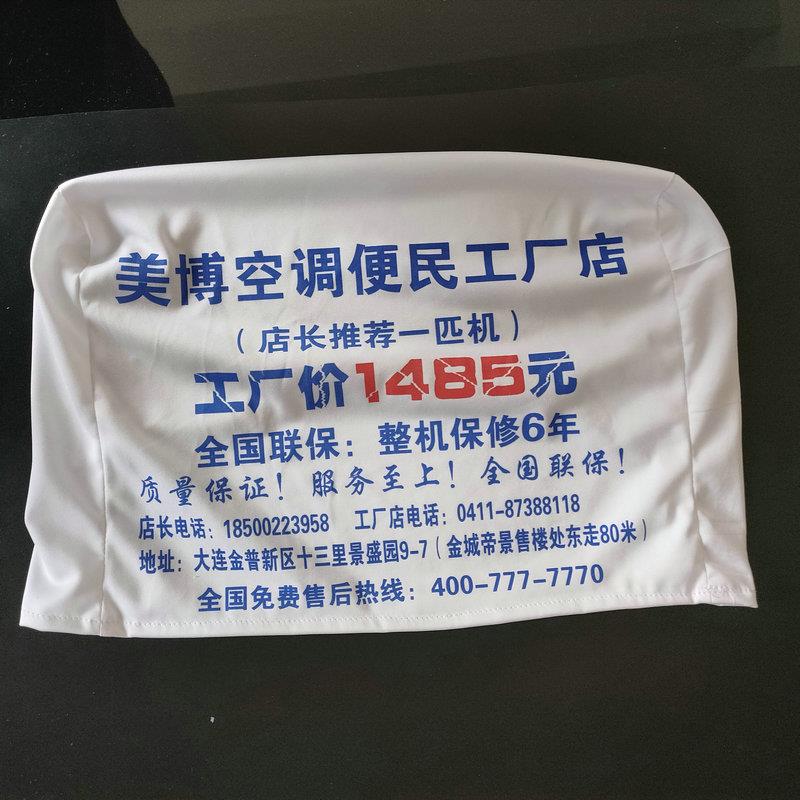 美博空调便民工厂店
（店长推荐一匹机）
工厂价1485元
全国联保：整机保修6年
质量保证！服务至上！全国联保！
店长电话：18500223958 工厂店电话：0411-87388118
地址：大连金普新区十三里景盛园9-7（金城帝景售楼处东走80米）
全国免费售后热线：400-777-7770